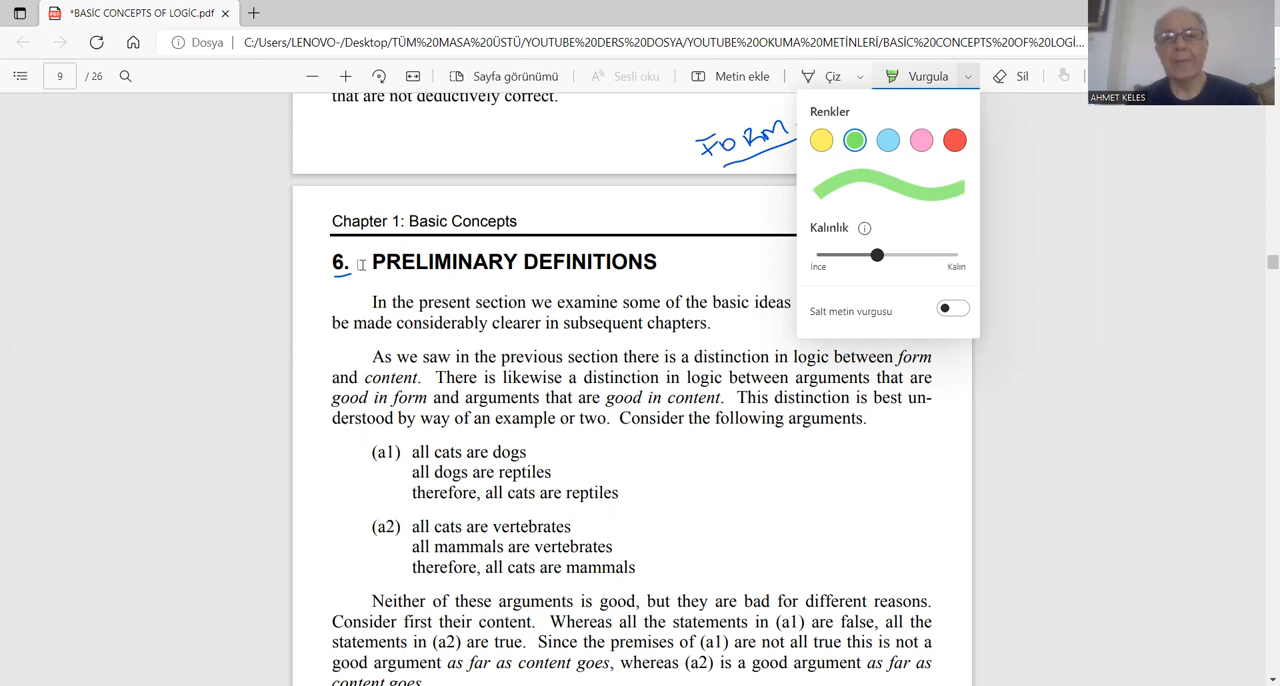 *BASİC CONCEPTS OF LOGİC.pdf
Dosya C:/Users/LENOVO-/Desktop/TÜM%20MASA%20ÜSTÜ/YOUTUBE%20DERS%20DOSYA/YOUTUBE%20OKUMA%20METİNLERİ/BASİC%20CONCEPTS%20OF%20LOGİ...
9 / 26 Sayfa görünümü Sesli oku Metin ekle Çiz Vurgula Sil
AHMET KELES
that are not deductively correct.
FORM
Renkler
Kalınlık
İnce Kalın
Salt metin vurgusu
Chapter 1: Basic Concepts
6. PRELIMINARY DEFINITIONS
In the present section we examine some of the basic ideas
be made considerably clearer in subsequent chapters.
As we saw in the previous section there is a distinction in logic between form
and content. There is likewise a distinction in logic between arguments that are
good in form and arguments that are good in content. This distinction is best un-
derstood by way of an example or two. Consider the following arguments.
(a1) all cats are dogs
all dogs are reptiles
therefore, all cats are reptiles
(a2) all cats are vertebrates
all mammals are vertebrates
therefore, all cats are mammals
Neither of these arguments is good, but they are bad for different reasons.
Consider first their content. Whereas all the statements in (a1) are false, all the
statements in (a2) are true. Since the premises of (a1) are not all true this is not a
good argument as far as content goes, whereas (a2) is a good argument as far as
content goes.